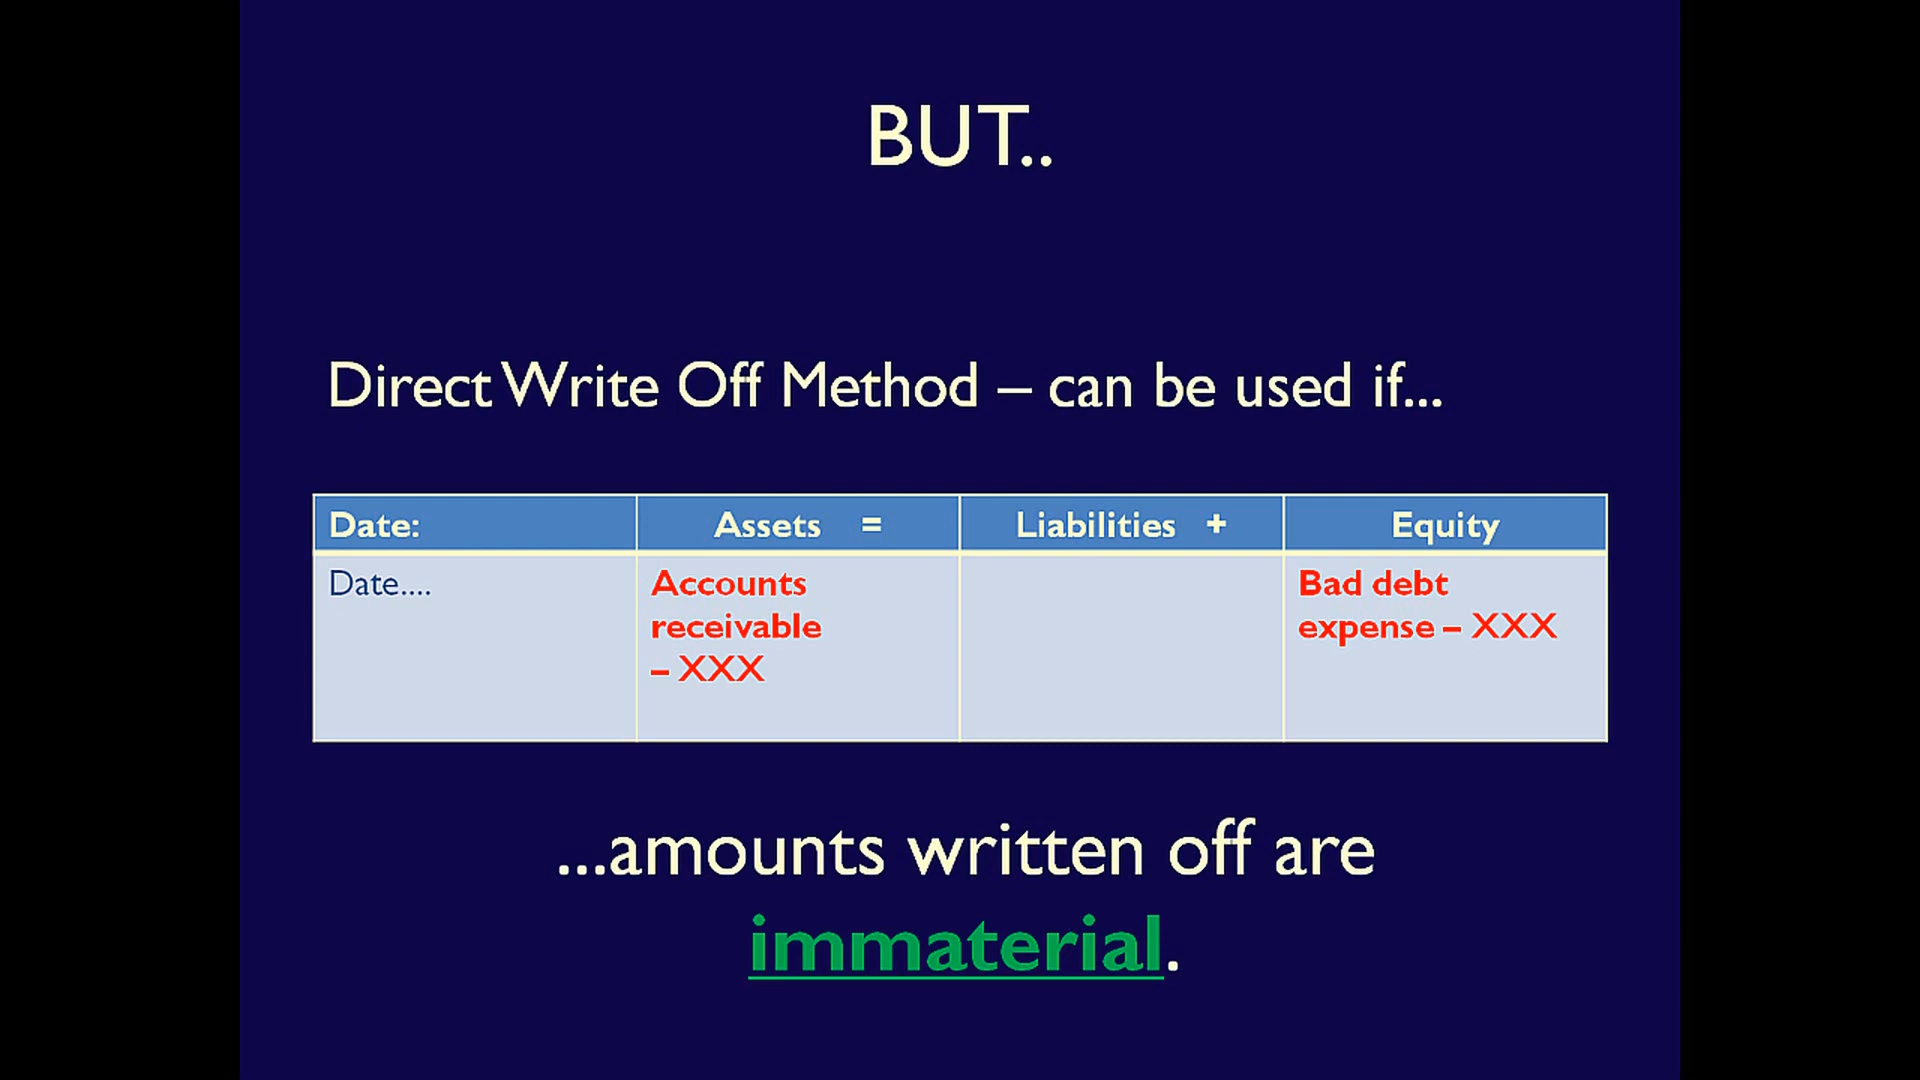 BUT..
Direct Write Off Method – can be used if...
Date: Assets = Liabilities + Equity
Date.... Accounts receivable – XXX Bad debt expense – XXX
...amounts written off are
immaterial.